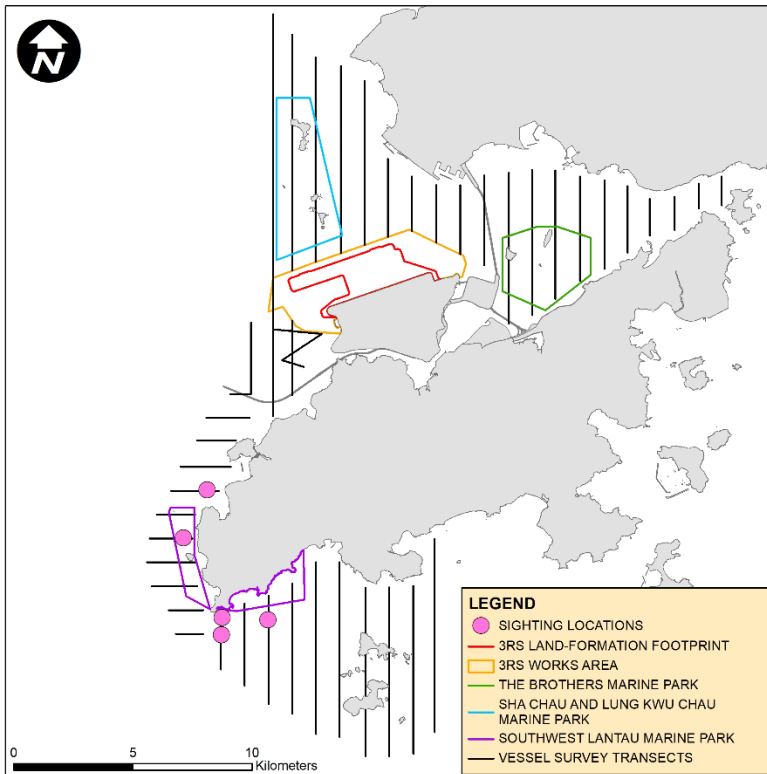 N
LEGEND
SIGHTING LOCATIONS
3RS LAND-FORMATION FOOTPRINT
3RS WORKS AREA
THE BROTHERS MARINE PARK
SHA CHAU AND LUNG KWU CHAU
MARINE PARK
SOUTHWEST LANTAU MARINE PARK
VESSEL SURVEY TRANSECTS
0 5 10
Kilometers